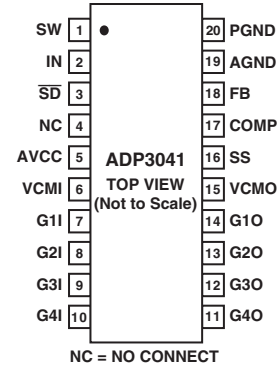 SW 1 20 PGND
IN 2 19 AGND
SD 3 18 FB
NC 4 17 COMP
AVCC 5 16 SS
VCMI 6 15 VCMO
G1I 7 14 G1O
G2I 8 13 G2O
G3I 9 12 G3O
G4I 10 11 G4O
ADP3041
TOP VIEW
(Not to Scale)
NC = NO CONNECT